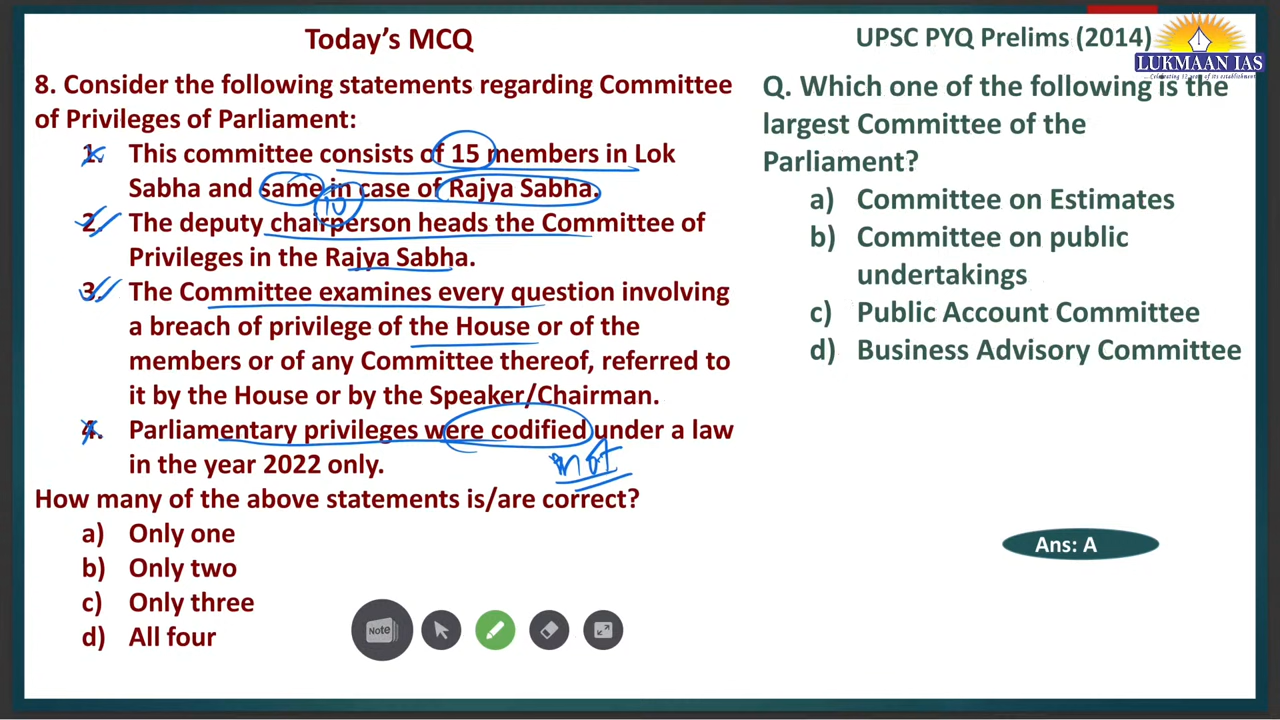 Today's MCQ
8. Consider the following statements regarding Committee
of Privileges of Parliament:
1. This committee consists of 15 members in Lok
Sabha and same in case of Rajya Sabha.
10
2. The deputy chairperson heads the Committee of
Privileges in the Rajya Sabha.
3. The Committee examines every question involving
a breach of privilege of the House or of the
members or of any Committee thereof, referred to
it by the House or by the Speaker/Chairman.
4. Parliamentary privileges were codified under a law
in the year 2022 only.
not
How many of the above statements is/are correct?
a) Only one
b) Only two
c) Only three
d) All four
Note
UPSC PYQ Prelims (2014)
LUKMAAN IAS
...Celebrating 12 years of its establishment
Q. Which one of the following is the
largest Committee of the
Parliament?
a) Committee on Estimates
b) Committee on public
undertakings
c) Public Account Committee
d) Business Advisory Committee
Ans: A